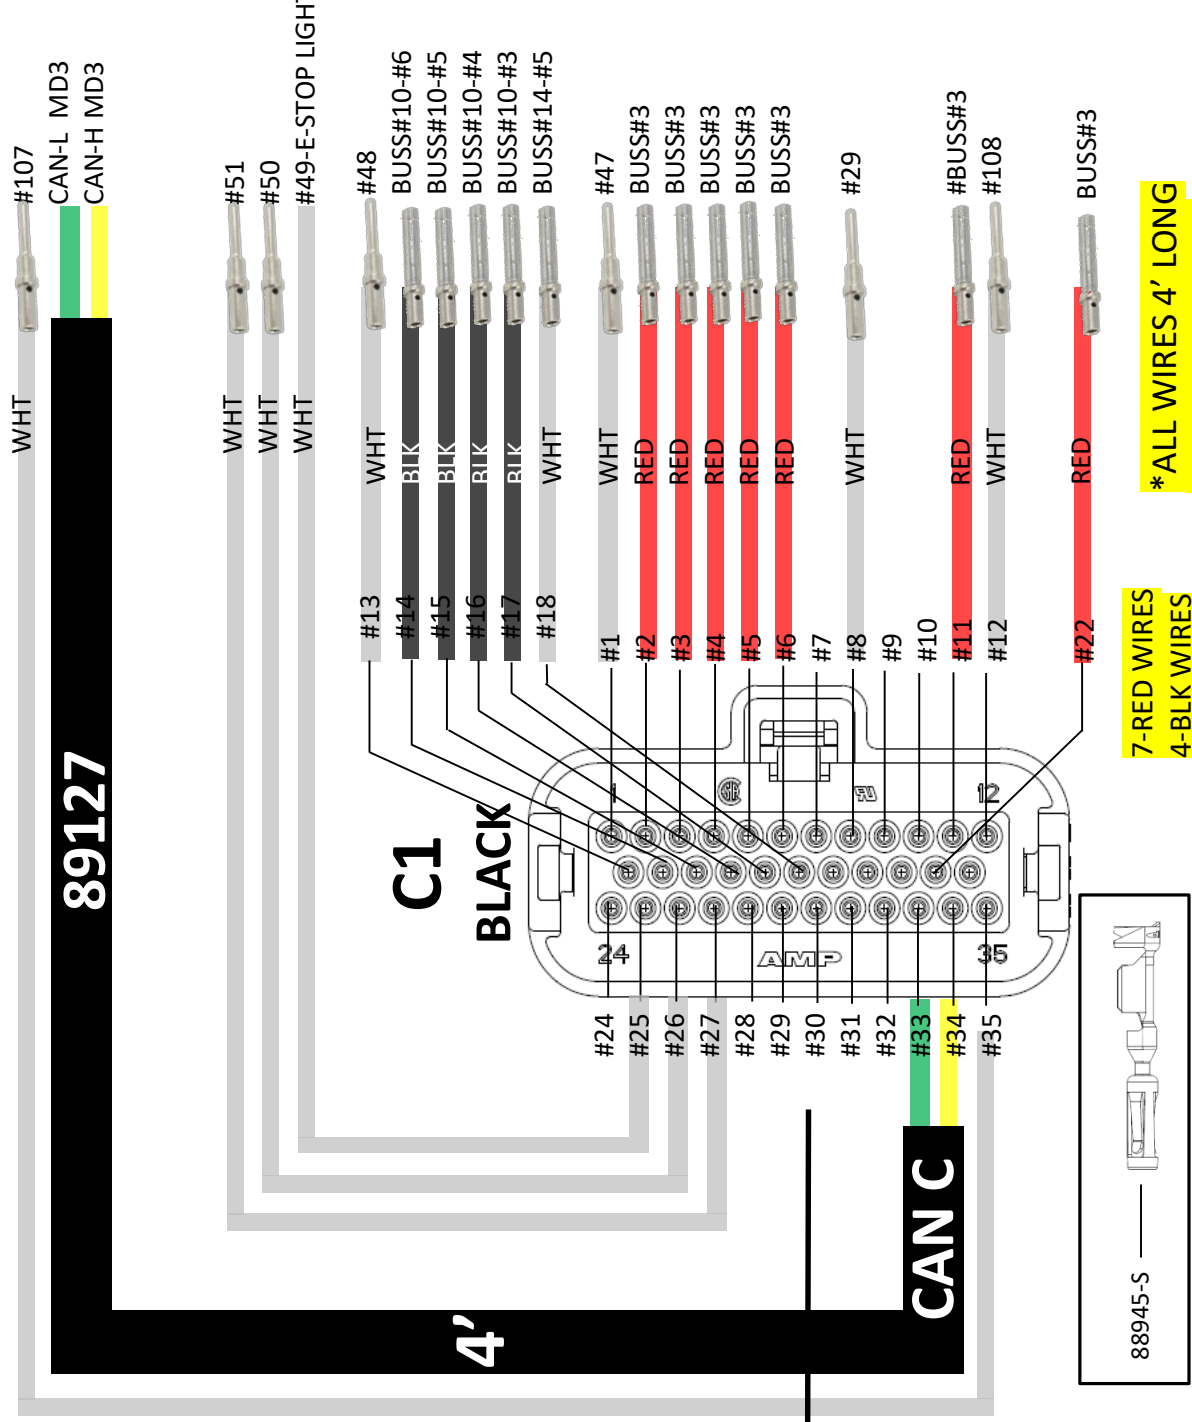 #107
CAN-L MD3
CAN-H MD3
#51
#50
#49-E-STOP LIGHT
#48
BUSS#10-#6
BUSS#10-#5
BUSS#10-#4
BUSS#10-#3
BUSS#14-#5
#47
BUSS#3
BUSS#3
BUSS#3
BUSS#3
BUSS#3
#29
#BUSS#3
#108
BUSS#3
WHT
WHT
WHT
WHT
WHT
BLK
BLK
BLK
BLK
WHT
WHT
RED
RED
RED
RED
RED
WHT
RED
WHT
RED
*ALL WIRES 4’ LONG
#13
#14
#15
#16
#17
#18
#1
#2
#3
#4
#5
#6
#7
#8
#9
#10
#11
#12
#22
7-RED WIRES
4-BLK WIRES
89127
C1
BLACK
1
12
24
AMP
35
#24
#25
#26
#27
#28
#29
#30
#31
#32
#33
#34
#35
CAN C
4’
88945-S